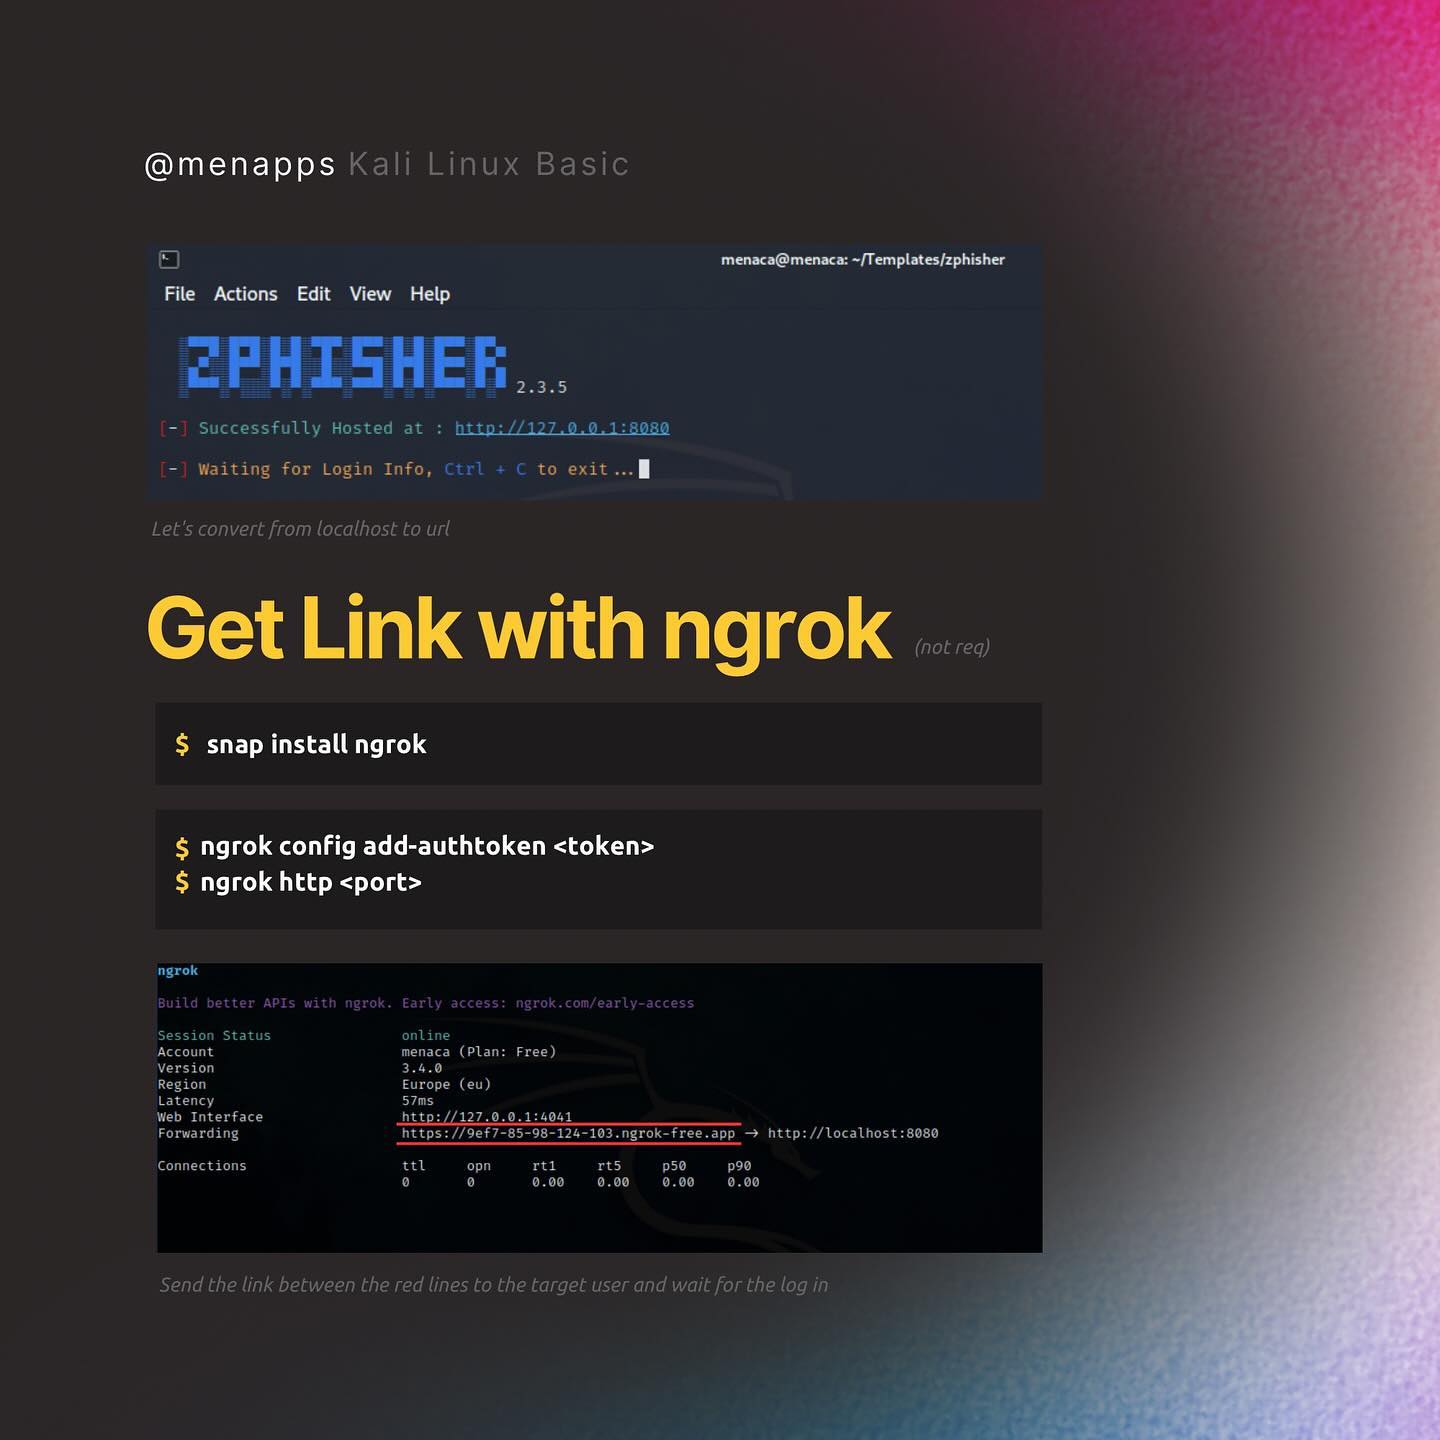 @menapps Kali Linux Basic
menaca@menaca: ~/Templates/zphisher
File Actions Edit View Help
ZPHISHER 2.3.5
[-] Successfully Hosted at : http://127.0.0.1:8080
[-] Waiting for Login Info, Ctrl + C to exit...
Let's convert from localhost to url
Get Link with ngrok (not req)
$ snap install ngrok
$ ngrok config add-authtoken <token>
$ ngrok http <port>
ngrok
Build better APIs with ngrok. Early access: ngrok.com/early-access
Session Status online
Account menaca (Plan: Free)
Version 3.4.0
Region Europe (eu)
Latency 57ms
Web Interface http://127.0.0.1:4041
Forwarding https://9ef7-85-98-124-103.ngrok-free.app → http://localhost:8080
Connections ttl opn rt1 rt5 p50 p90
0 0 0.00 0.00 0.00 0.00
Send the link between the red lines to the target user and wait for the log in